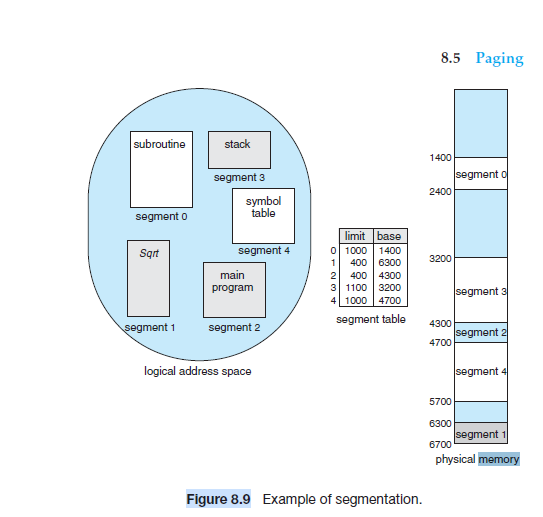 8.5 Paging
subroutine
stack
segment 3
segment 0
symbol
table
segment 4
Sqrt
main
program
segment 1
segment 2
logical address space
limit base
0 1000 1400
1 400 6300
2 400 4300
3 1100 3200
4 1000 4700
segment table
1400
segment 0
2400
3200
segment 3
4300
segment 2
4700
segment 4
5700
6300
segment 1
6700
physical memory
Figure 8.9 Example of segmentation.